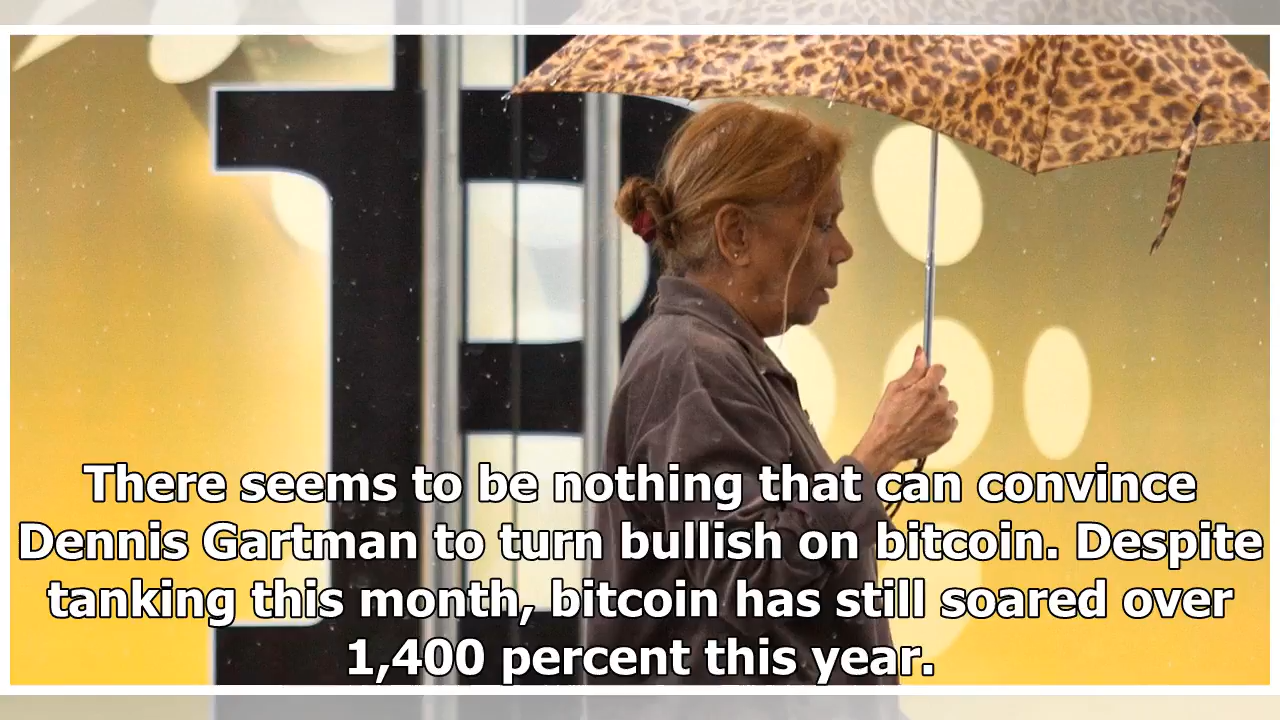 There seems to be nothing that can convince
Dennis Gartman to turn bullish on bitcoin. Despite
tanking this month, bitcoin has still soared over
1,400 percent this year.